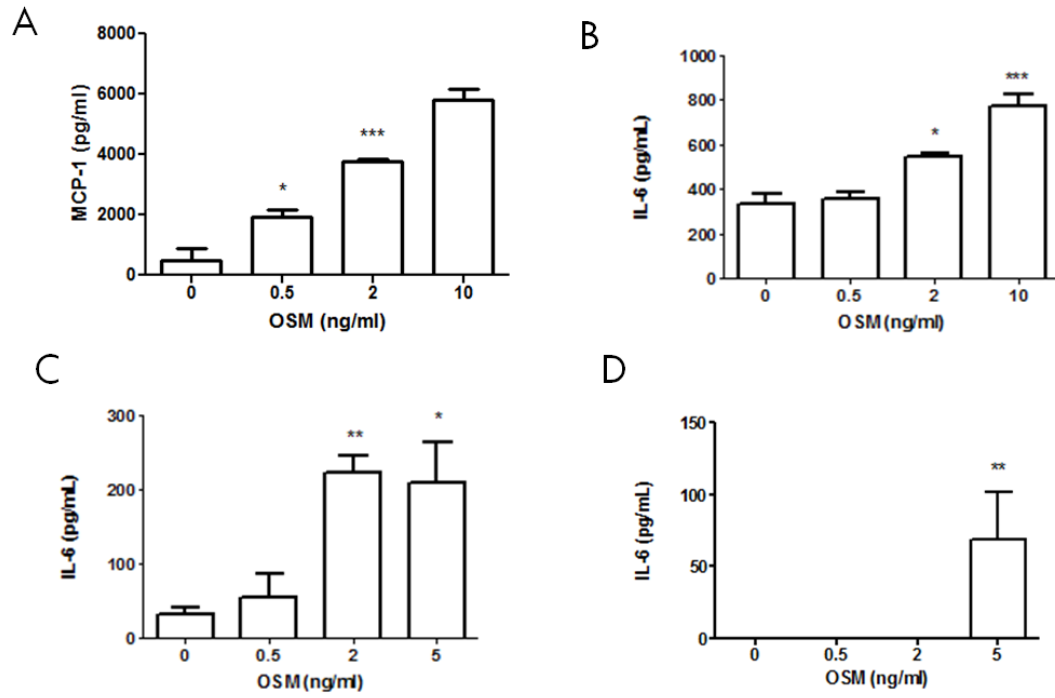 A
MCP-1 (pg/ml)
8000
6000
4000
2000
0
*
***
0 0.5 2 10
OSM (ng/ml)
B
IL-6 (pg/mL)
1000
800
600
400
200
0
*
***
0 0.5 2 10
OSM (ng/ml)
C
IL-6 (pg/mL)
300
200
100
0
**
*
0 0.5 2 5
OSM (ng/ml)
D
IL-6 (pg/mL)
150
100
50
0
**
0 0.5 2 5
OSM (ng/ml)